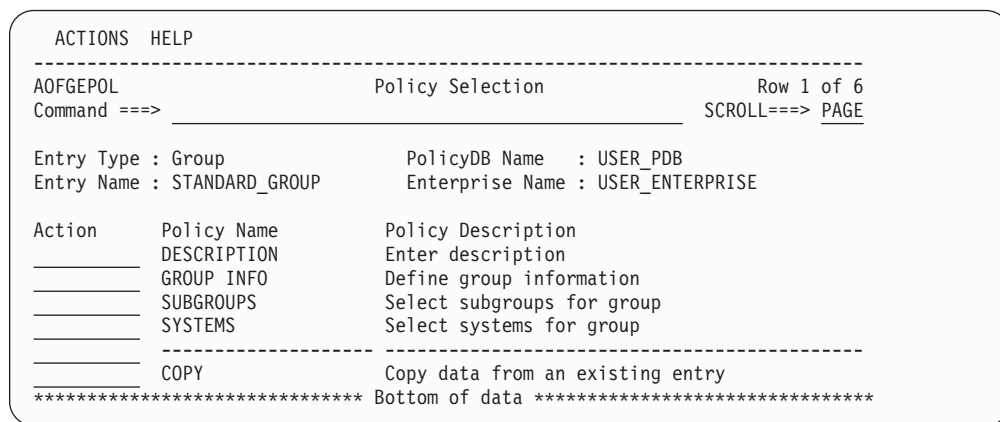 ACTIONS HELP
--------------------------------------------------------------------------------
AOFGEPOL Policy Selection Row 1 of 6
Command ===> SCROLL===> PAGE
Entry Type : Group PolicyDB Name : USER_PDB
Entry Name : STANDARD_GROUP Enterprise Name : USER_ENTERPRISE
Action Policy Name Policy Description
DESCRIPTION Enter description
GROUP INFO Define group information
SUBGROUPS Select subgroups for group
SYSTEMS Select systems for group
-------------------- ---------------------------------------------
COPY Copy data from an existing entry
******************************* Bottom of data ********************************